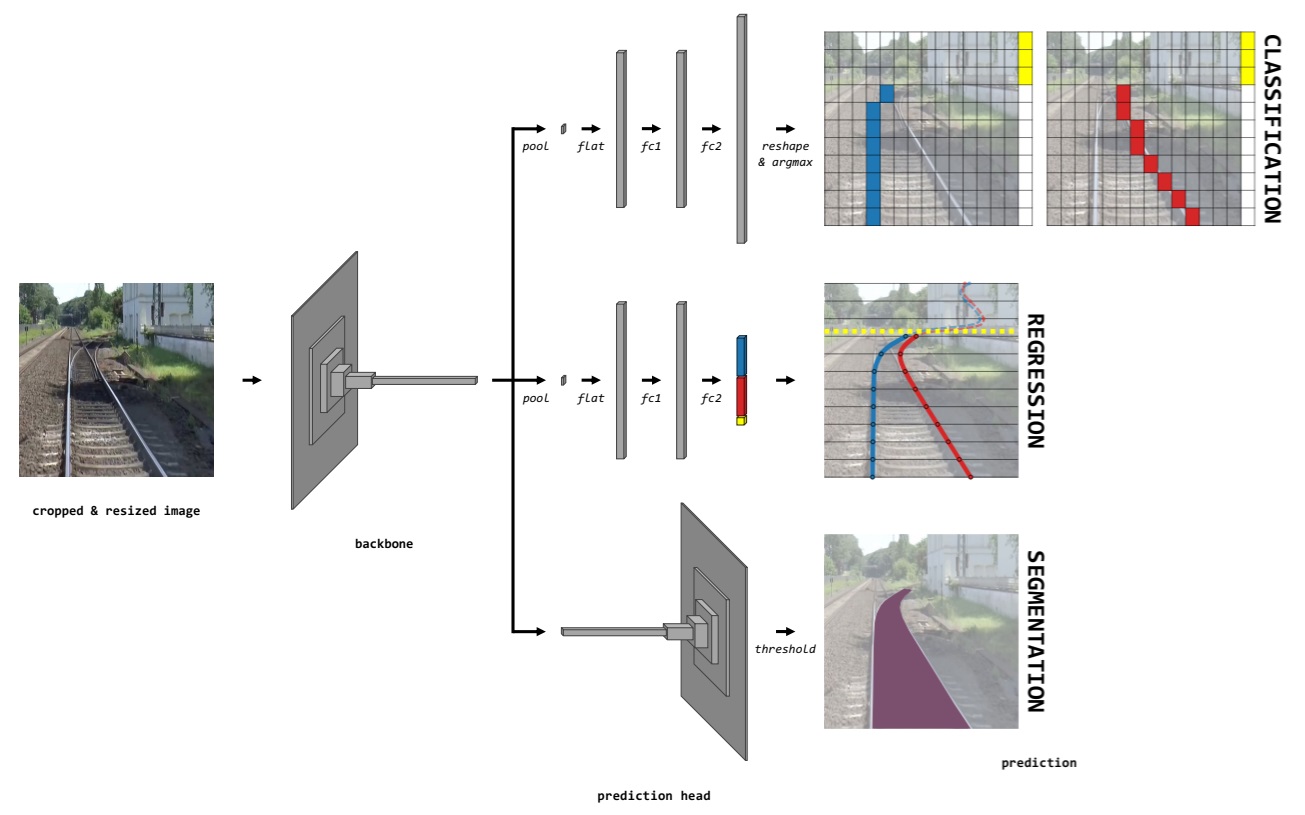 pool
flat
fc1
fc2
reshape
& argmax
CLASSIFICATION
cropped & resized image
backbone
pool
flat
fc1
fc2
REGRESSION
threshold
SEGMENTATION
prediction
prediction head